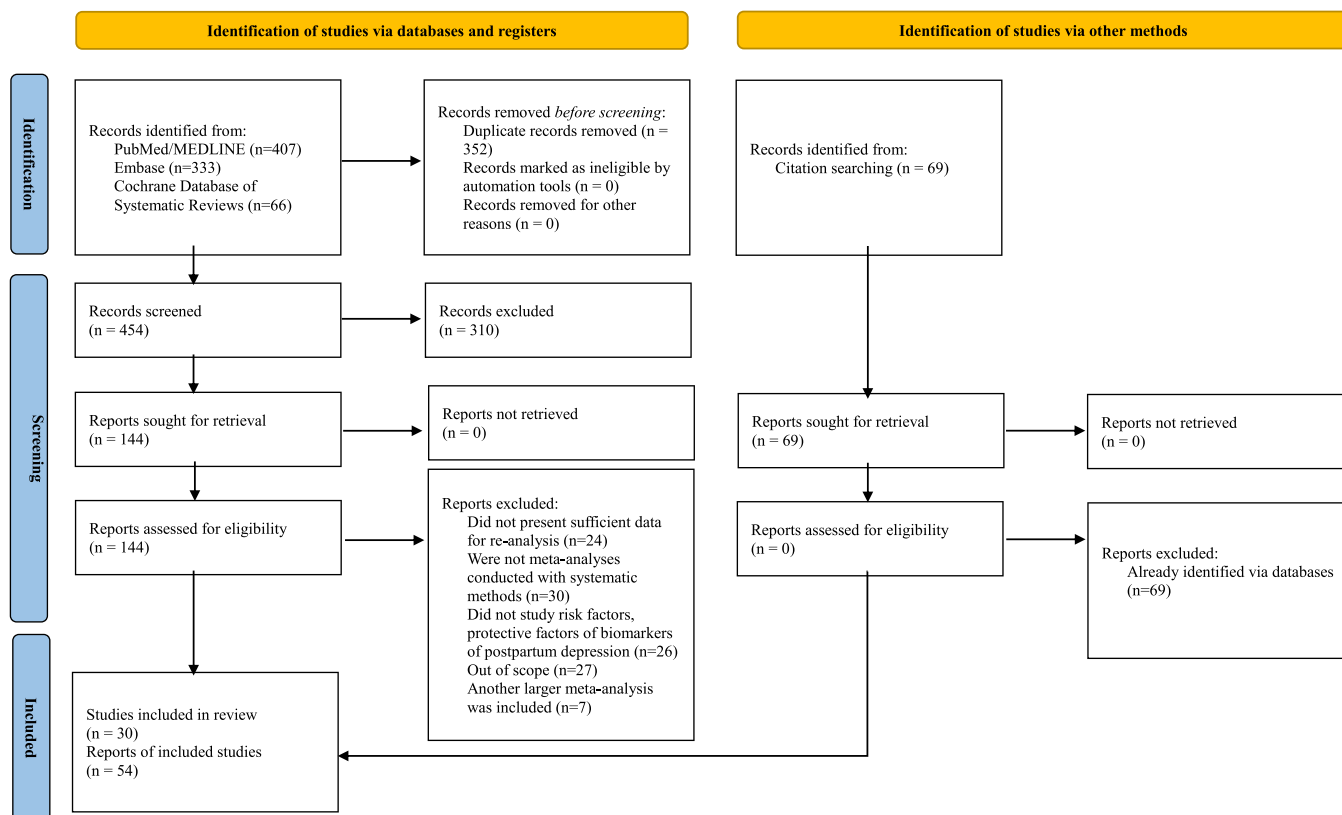 Identification of studies via databases and registers
Identification of studies via other methods
Identification
Records identified from:
PubMed/MEDLINE (n=407)
Embase (n=333)
Cochrane Database of
Systematic Reviews (n=66)
Records removed before screening:
Duplicate records removed (n =
352)
Records marked as ineligible by
automation tools (n = 0)
Records removed for other
reasons (n = 0)
Records identified from:
Citation searching (n = 69)
Screening
Records screened
(n = 454)
Records excluded
(n = 310)
Reports sought for retrieval
(n = 144)
Reports not retrieved
(n = 0)
Reports sought for retrieval
(n = 69)
Reports not retrieved
(n = 0)
Reports assessed for eligibility
(n = 144)
Reports excluded:
Did not present sufficient data
for re-analysis (n=24)
Were not meta-analyses
conducted with systematic
methods (n=30)
Did not study risk factors,
protective factors of biomarkers
of postpartum depression (n=26)
Out of scope (n=27)
Another larger meta-analysis
was included (n=7)
Reports assessed for eligibility
(n = 0)
Reports excluded:
Already identified via databases
(n=69)
Included
Studies included in review
(n = 30)
Reports of included studies
(n = 54)